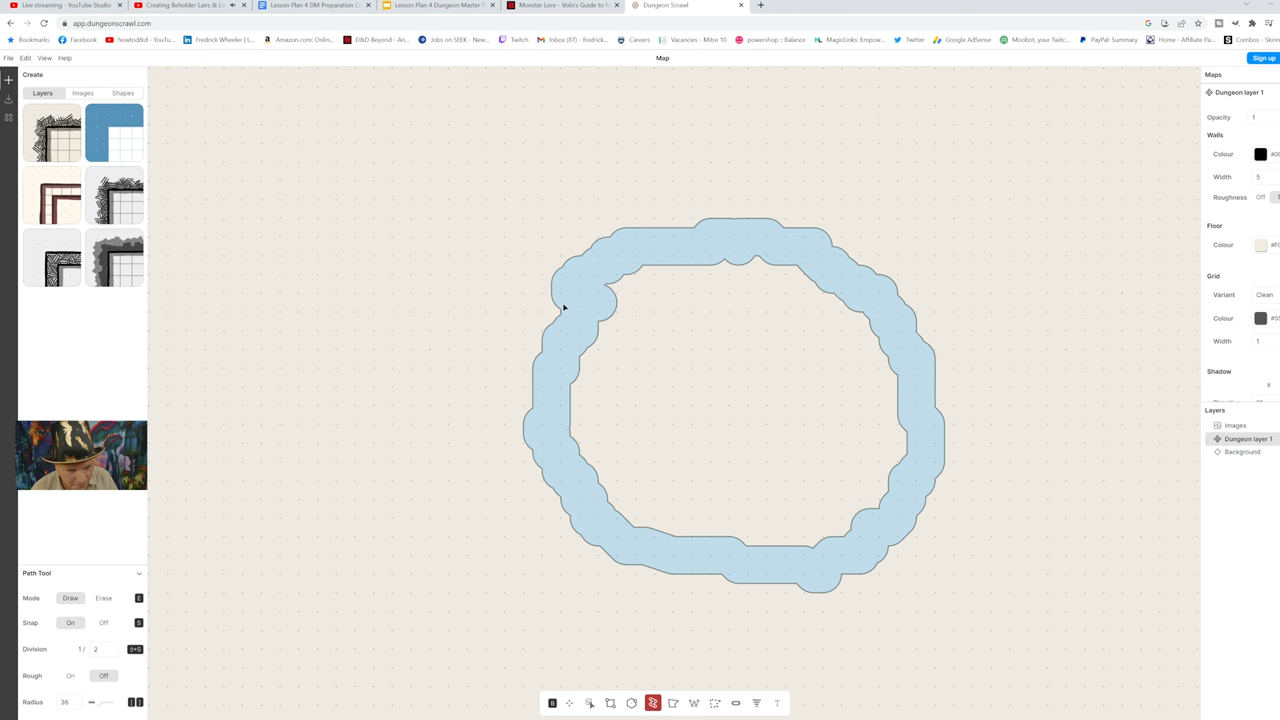 Live streaming - YouTube Studio
Creating Beholder Lairs & Lo
Lesson Plan 4 DM Preparation C
Lesson Plan 4 Dungeon Master F
Monster Lore - Volo's Guide to M
Dungeon Scrawl
app.dungeonscrawl.com
Bookmarks
Facebook
howtod&d - YouTu...
Fredrick Wheeler | L...
Amazon.com: Onlin...
D&D Beyond - An...
Jobs on SEEK - New...
Twitch
Inbox (87) - fredrick...
Careers
Vacancies - Mitre 10
powershop :: Balance
MagicLinks: Empow...
Twitter
Google AdSense
Moobot, your Twitc...
PayPal: Summary
Home - Affiliate Pa...
Combos - Skin
File
Edit
View
Help
Map
Sign up
Create
Layers
Images
Shapes
Maps
Dungeon layer 1
Opacity
1
Walls
Colour
#00
Width
5
Roughness
Off
Floor
Colour
Grid
Variant
Clean
Colour
#55
Width
1
Shadow
X
Layers
Images
Dungeon layer 1
Background
Path Tool
Mode
Draw
Erase
E
Snap
On
Off
S
Division
1 /
2
⇧+S
Rough
On
Off
Radius
36
[
]
B
T